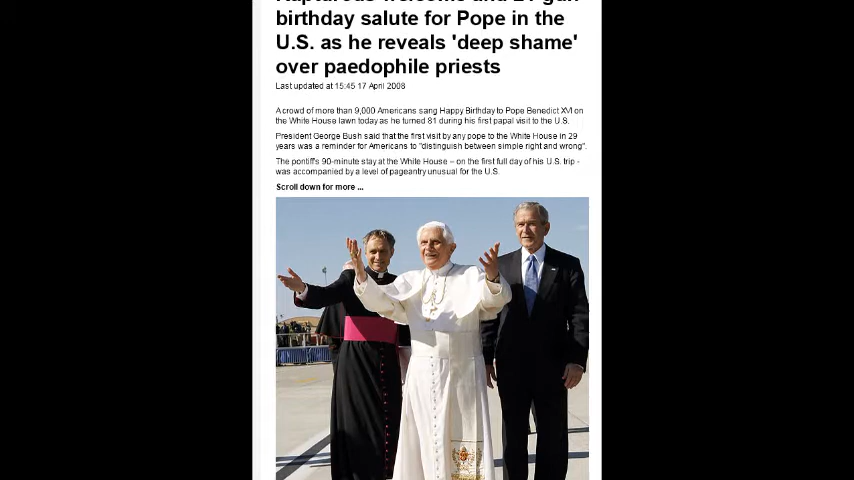 birthday salute for Pope in the
U.S. as he reveals 'deep shame'
over paedophile priests
Last updated at 15:45 17 April 2008
A crowd of more than 9,000 Americans sang Happy Birthday to Pope Benedict XVI on
the White House lawn today as he turned 81 during his first papal visit to the U.S.
President George Bush said that the first visit by any pope to the White House in 29
years was a reminder for Americans to "distinguish between simple right and wrong".
The pontiff's 90-minute stay at the White House – on the first full day of his U.S. trip -
was accompanied by a level of pageantry unusual for the U.S.
Scroll down for more ...